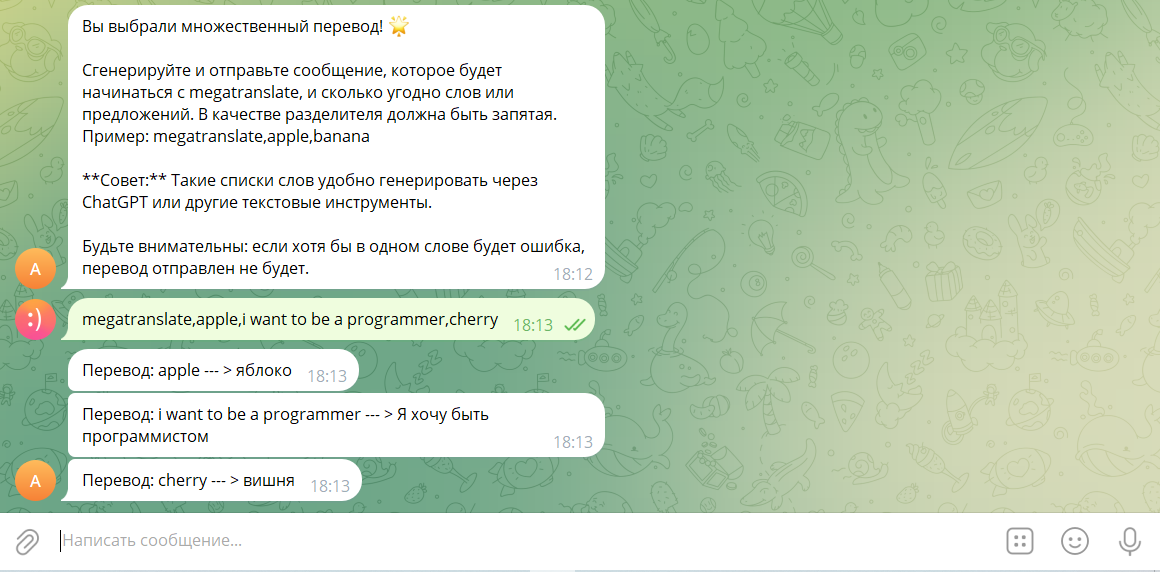 Вы выбрали множественный перевод! 🌟
Сгенерируйте и отправьте сообщение, которое будет
начинаться с megatranslate, и сколько угодно слов или
предложений. В качестве разделителя должна быть запятая.
Пример: megatranslate,apple,banana
**Совет:** Такие списки слов удобно генерировать через
ChatGPT или другие текстовые инструменты.
Будьте внимательны: если хотя бы в одном слове будет ошибка,
перевод отправлен не будет.
18:12
A
:)
megatranslate,apple,i want to be a programmer,cherry 18:13
Перевод: apple --- > яблоко 18:13
Перевод: i want to be a programmer --- > Я хочу быть
программистом 18:13
A
Перевод: cherry --- > вишня 18:13
Написать сообщение...